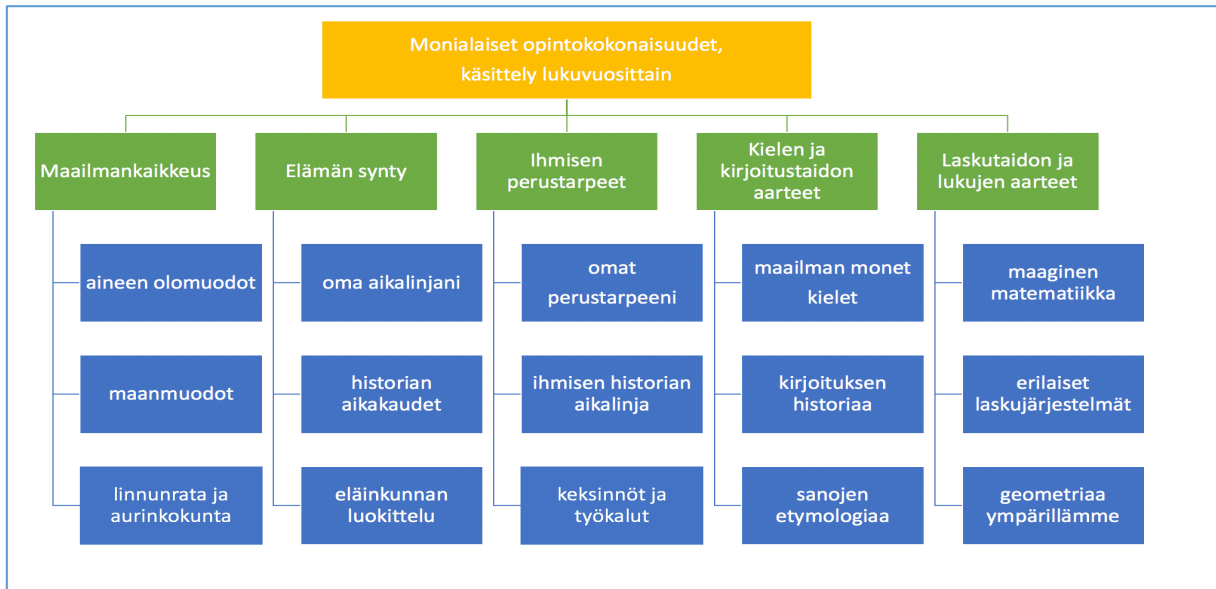 Monialaiset opintokokonaisuudet,
käsittely lukuvuosittain
Maailmankaikkeus
aineen olomuodot
maanmuodot
linnunrata ja
aurinkokunta
Elämän synty
oma aikalinjani
historian
aikakaudet
eläinkunnan
luokittelu
Ihmisen
perustarpeet
omat
perustarpeeni
ihmisen historian
aikalinja
keksinnöt ja
työkalut
Kielen ja
kirjoitustaidon
aarteet
maailman monet
kielet
kirjoituksen
historiaa
sanojen
etymologiaa
Laskutaidon ja
lukujen aarteet
maaginen
matematiikka
erilaiset
laskujärjestelmät
geometriaa
ympärillämme